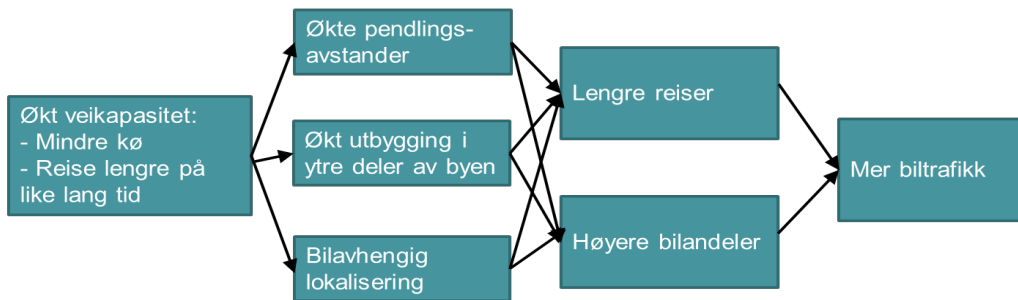 Økt veikapasitet:
- Mindre kø
- Reise lengre på
like lang tid
Økte pendlings-
avstander
Økt utbygging i
ytre deler av byen
Bilavhengig
lokalisering
Lengre reiser
Høyere bilandeler
Mer biltrafikk